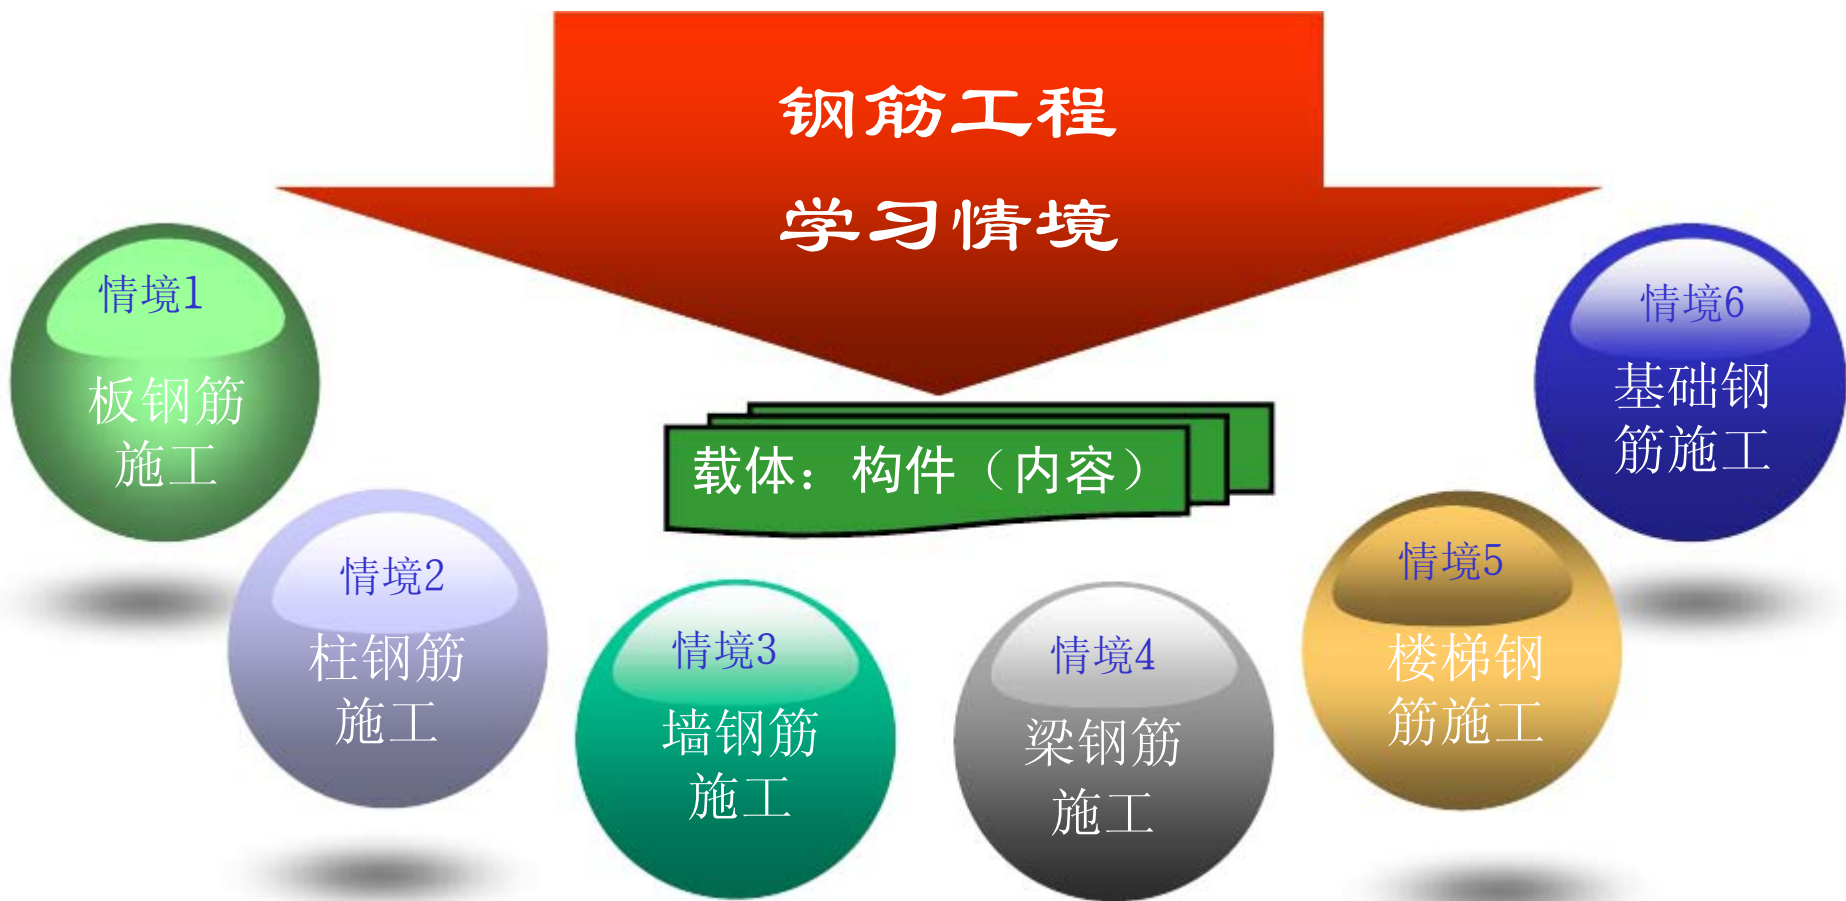 钢筋工程
学习情境
情境1
板钢筋
施工
情境2
柱钢筋
施工
载体：构件（内容）
情境3
墙钢筋
施工
情境4
梁钢筋
施工
情境5
楼梯钢
筋施工
情境6
基础钢
筋施工